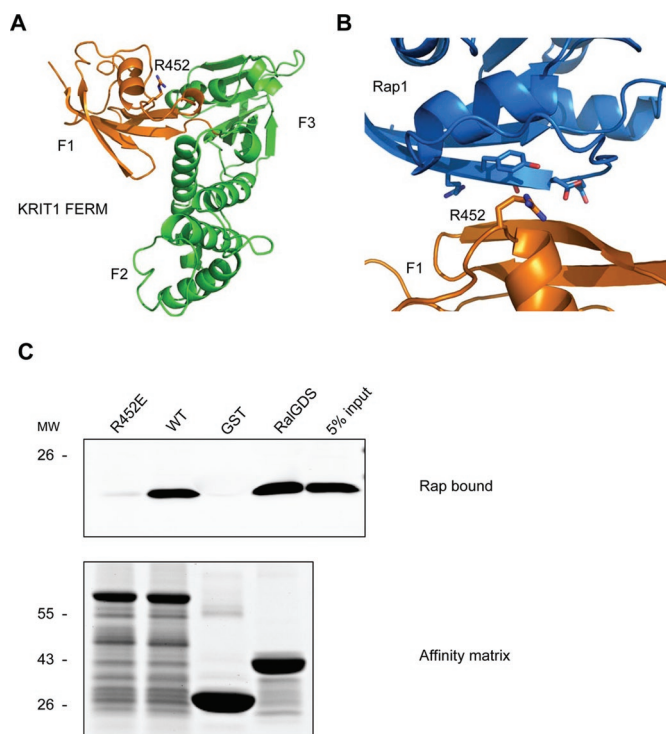 A
R452
F1
F3
KRIT1 FERM
F2
B
Rap1
R452
F1
C
MW
R452E
WT
GST
RalGDS
5% input
26 -
Rap bound
55 -
43 -
26 -
Affinity matrix